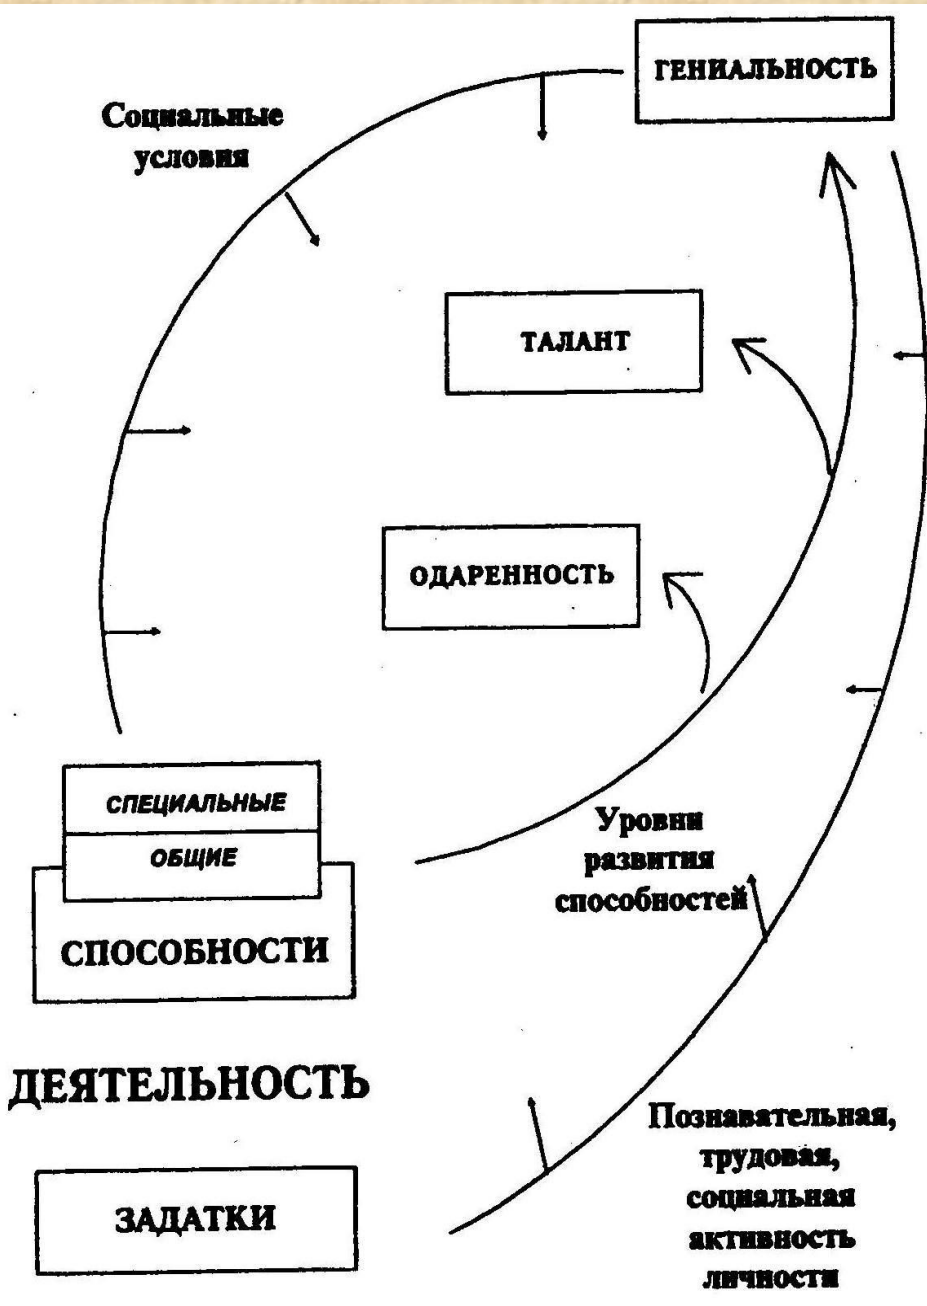 ГЕНИАЛЬНОСТЬ
Социальные
условия
ТАЛАНТ
ОДАРЕННОСТЬ
СПЕЦИАЛЬНЫЕ
ОБЩИЕ
СПОСОБНОСТИ
Уровни
развития
способностей
ДЕЯТЕЛЬНОСТЬ
ЗАДАТКИ
Познавательная,
трудовая,
социальная
активность
личности